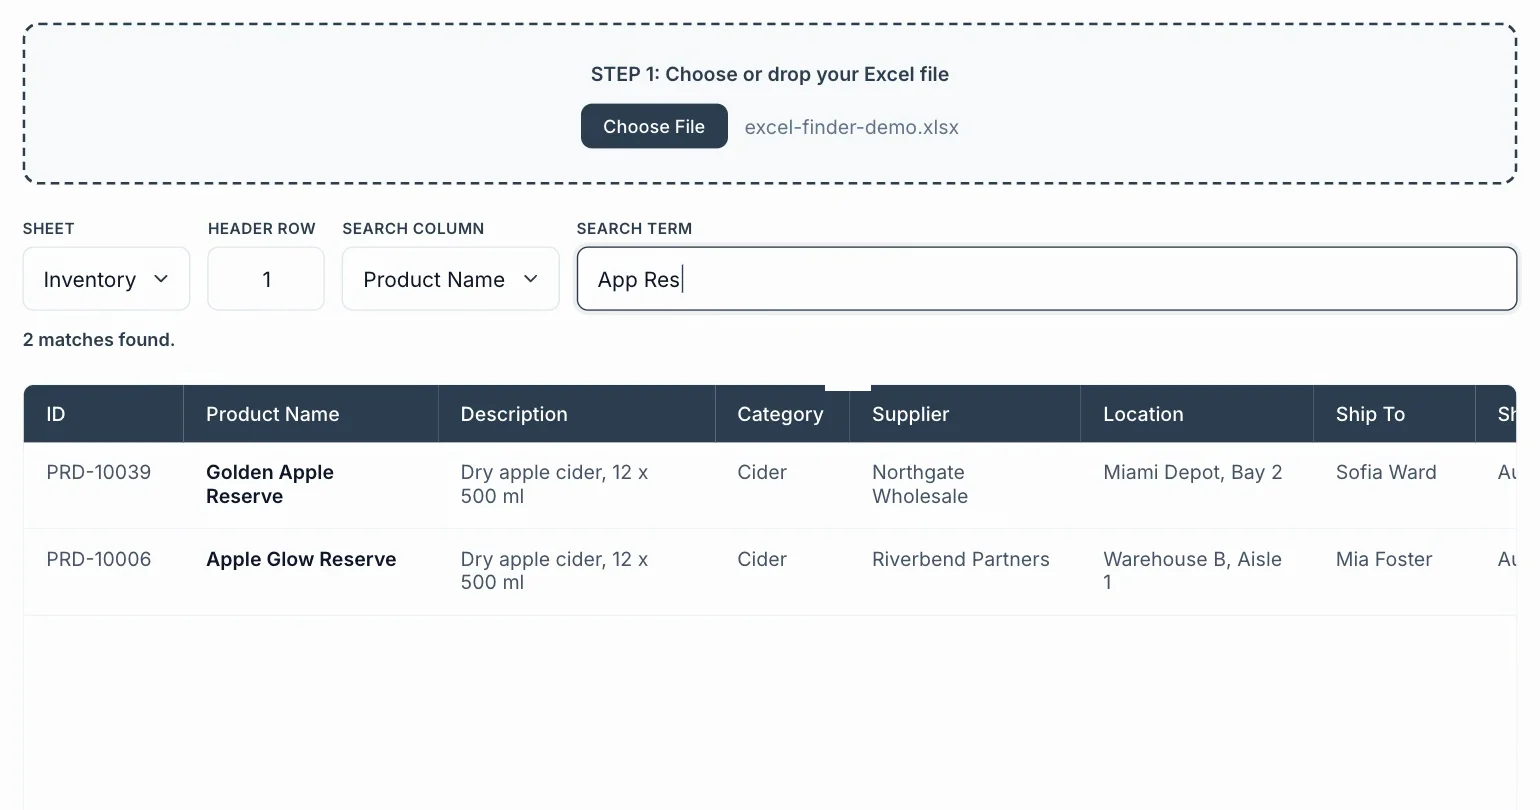 STEP 1: Choose or drop your Excel file
Choose File excel-finder-demo.xlsx
SHEET HEADER ROW SEARCH COLUMN SEARCH TERM
Inventory 1 Product Name App Res
2 matches found.
ID Product Name Description Category Supplier Location Ship To
PRD-10039 Golden Apple Dry apple cider, 12 x Cider Northgate Miami Depot, Bay 2 Sofia Ward
Reserve 500 ml Wholesale
PRD-10006 Apple Glow Reserve Dry apple cider, 12 x Cider Riverbend Partners Warehouse B, Aisle Mia Foster
500 ml 1